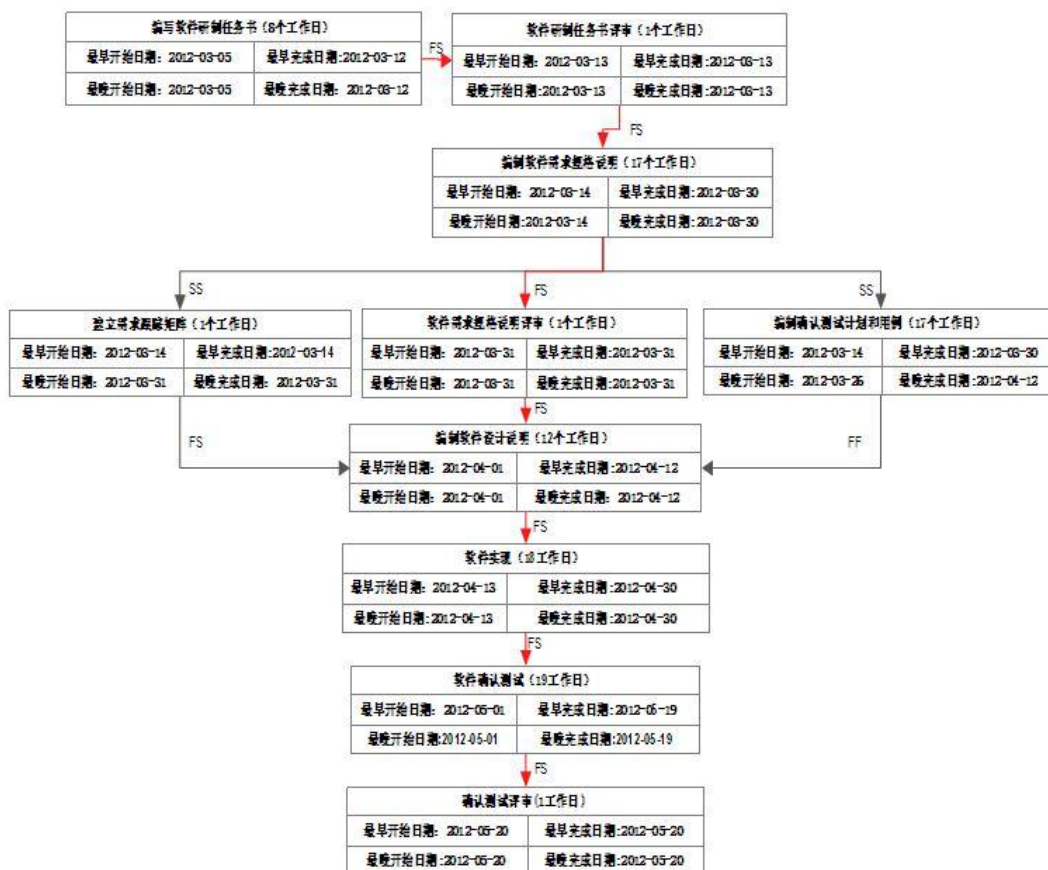 编写软件研制任务书（8个工作日）
最早开始日期：2012-03-05 最早完成日期:2012-03-12
最晚开始日期：2012-03-05 最晚完成日期：2012-03-12
FS
软件研制任务书评审（1个工作日）
最早开始日期：2012-03-13 最早完成日期:2012-03-13
最晚开始日期:2012-03-13 最晚完成日期:2012-03-13
FS
编制软件需求规格说明（17个工作日）
最早开始日期：2012-03-14 最早完成日期:2012-03-30
最晚开始日期:2012-03-14 最晚完成日期:2012-03-30
SS
FS
SS
建立需求跟踪矩阵（1个工作日）
最早开始日期：2012-03-14 最早完成日期:2012-03-14
最晚开始日期：2012-03-31 最晚完成日期：2012-03-31
软件需求规格说明评审（1个工作日）
最早开始日期：2012-03-31 最早完成日期:2012-03-31
最晚开始日期：2012-03-31 最晚完成日期:2012-03-31
编制确认测试计划和用例（17个工作日）
最早开始日期：2012-03-14 最早完成日期:2012-03-30
最晚开始日期:2012-03-26 最晚完成日期:2012-04-12
FS
FS
FF
编制软件设计说明（12个工作日）
最早开始日期：2012-04-01 最早完成日期:2012-04-12
最晚开始日期：2012-04-01 最晚完成日期：2012-04-12
FS
软件实现（18工作日）
最早开始日期：2012-04-13 最早完成日期:2012-04-30
最晚开始日期:2012-04-13 最晚完成日期:2012-04-30
FS
软件确认测试（19工作日）
最早开始日期：2012-05-01 最早完成日期:2012-05-19
最晚开始日期:2012-05-01 最晚完成日期:2012-05-19
FS
确认测试评审(1工作日）
最早开始日期：2012-05-20 最早完成日期:2012-05-20
最晚开始日期:2012-05-20 最晚完成日期:2012-05-20